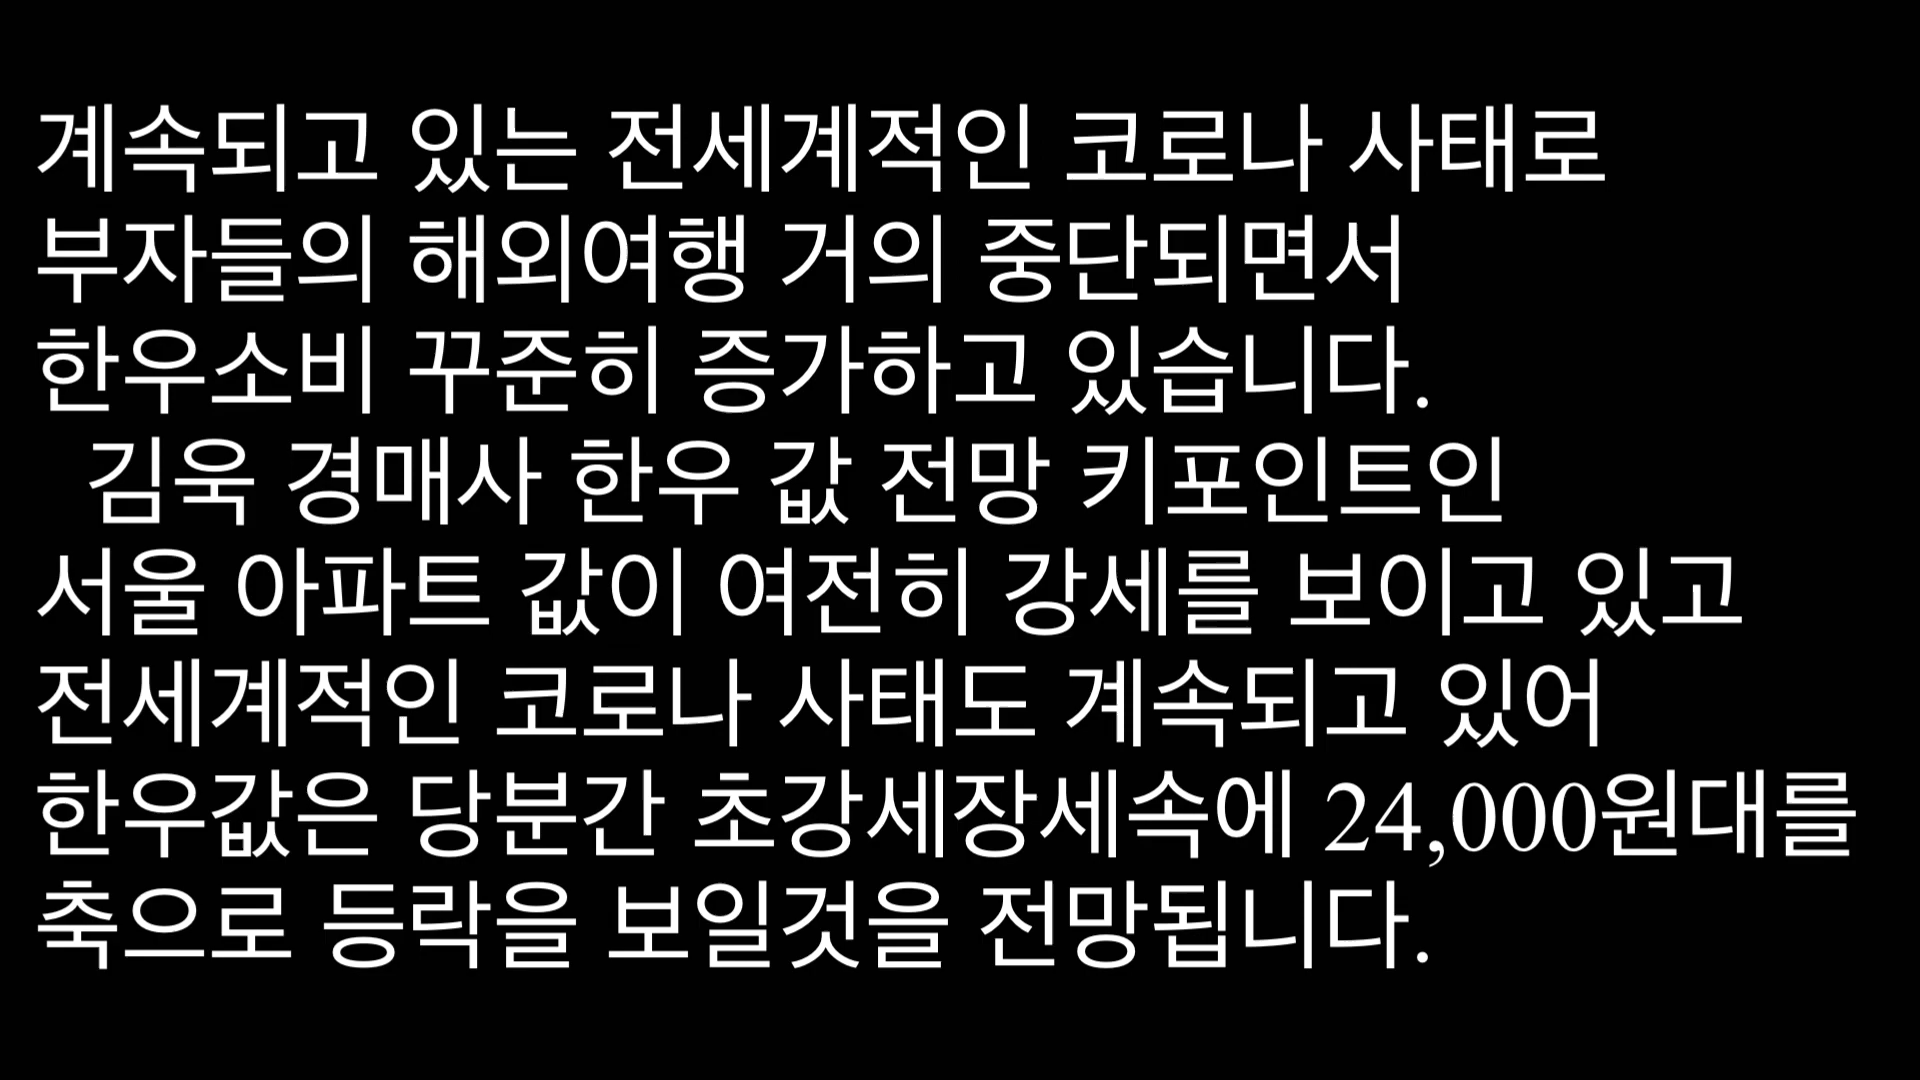 계속되고 있는 전세계적인 코로나 사태로
부자들의 해외여행 거의 중단되면서
한우소비 꾸준히 증가하고 있습니다.
김욱 경매사 한우 값 전망 키포인트인
서울 아파트 값이 여전히 강세를 보이고 있고
전세계적인 코로나 사태도 계속되고 있어
한우값은 당분간 초강세장세속에 24,000원대를
축으로 등락을 보일것을 전망됩니다.